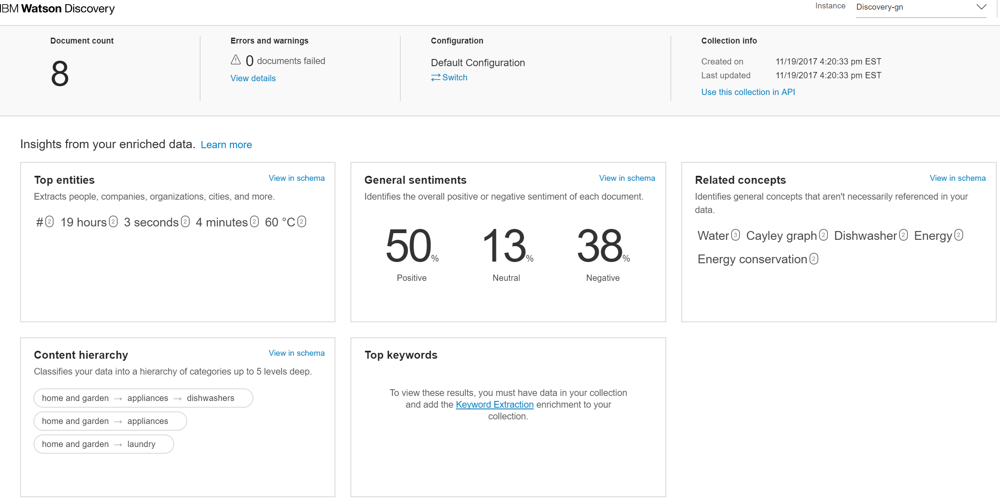 IBM Watson Discovery
Instance Discovery-gn
Document count
8
Errors and warnings
0 documents failed
View details
Configuration
Default Configuration
Switch
Collection info
Created on 11/19/2017 4:20:33 pm EST
Last updated 11/19/2017 4:20:33 pm EST
Use this collection in API
Insights from your enriched data. Learn more
Top entities View in schema
Extracts people, companies, organizations, cities, and more.
# 2 19 hours 2 3 seconds 2 4 minutes 2 60 °C 2
General sentiments View in schema
Identifies the overall positive or negative sentiment of each document.
50% 13% 38%
Positive Neutral Negative
Related concepts View in schema
Identifies general concepts that aren't necessarily referenced in your
data.
Water 3 Cayley graph 2 Dishwasher 2 Energy 2
Energy conservation 2
Content hierarchy View in schema
Classifies your data into a hierarchy of categories up to 5 levels deep.
home and garden → appliances → dishwashers
home and garden → appliances
home and garden → laundry
Top keywords
To view these results, you must have data in your collection
and add the Keyword Extraction enrichment to your
collection.